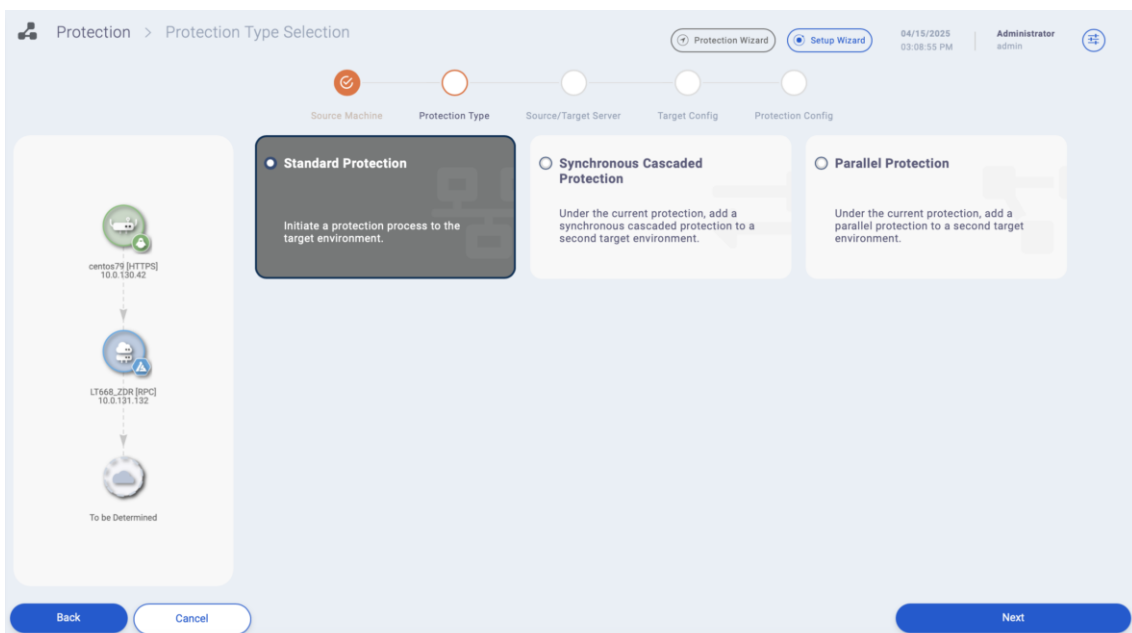 Protection > Protection Type Selection
Protection Wizard
Setup Wizard
04/15/2025
03:08:55 PM
Administrator
admin
Source Machine
Protection Type
Source/Target Server
Target Config
Protection Config
centos79 [HTTPS]
10.0.130.42
LT668_ZDR [RPC]
10.0.131.132
To be Determined
Standard Protection
Initiate a protection process to the
target environment.
Synchronous Cascaded
Protection
Under the current protection, add a
synchronous cascaded protection to a
second target environment.
Parallel Protection
Under the current protection, add a
parallel protection to a second target
environment.
Back
Cancel
Next